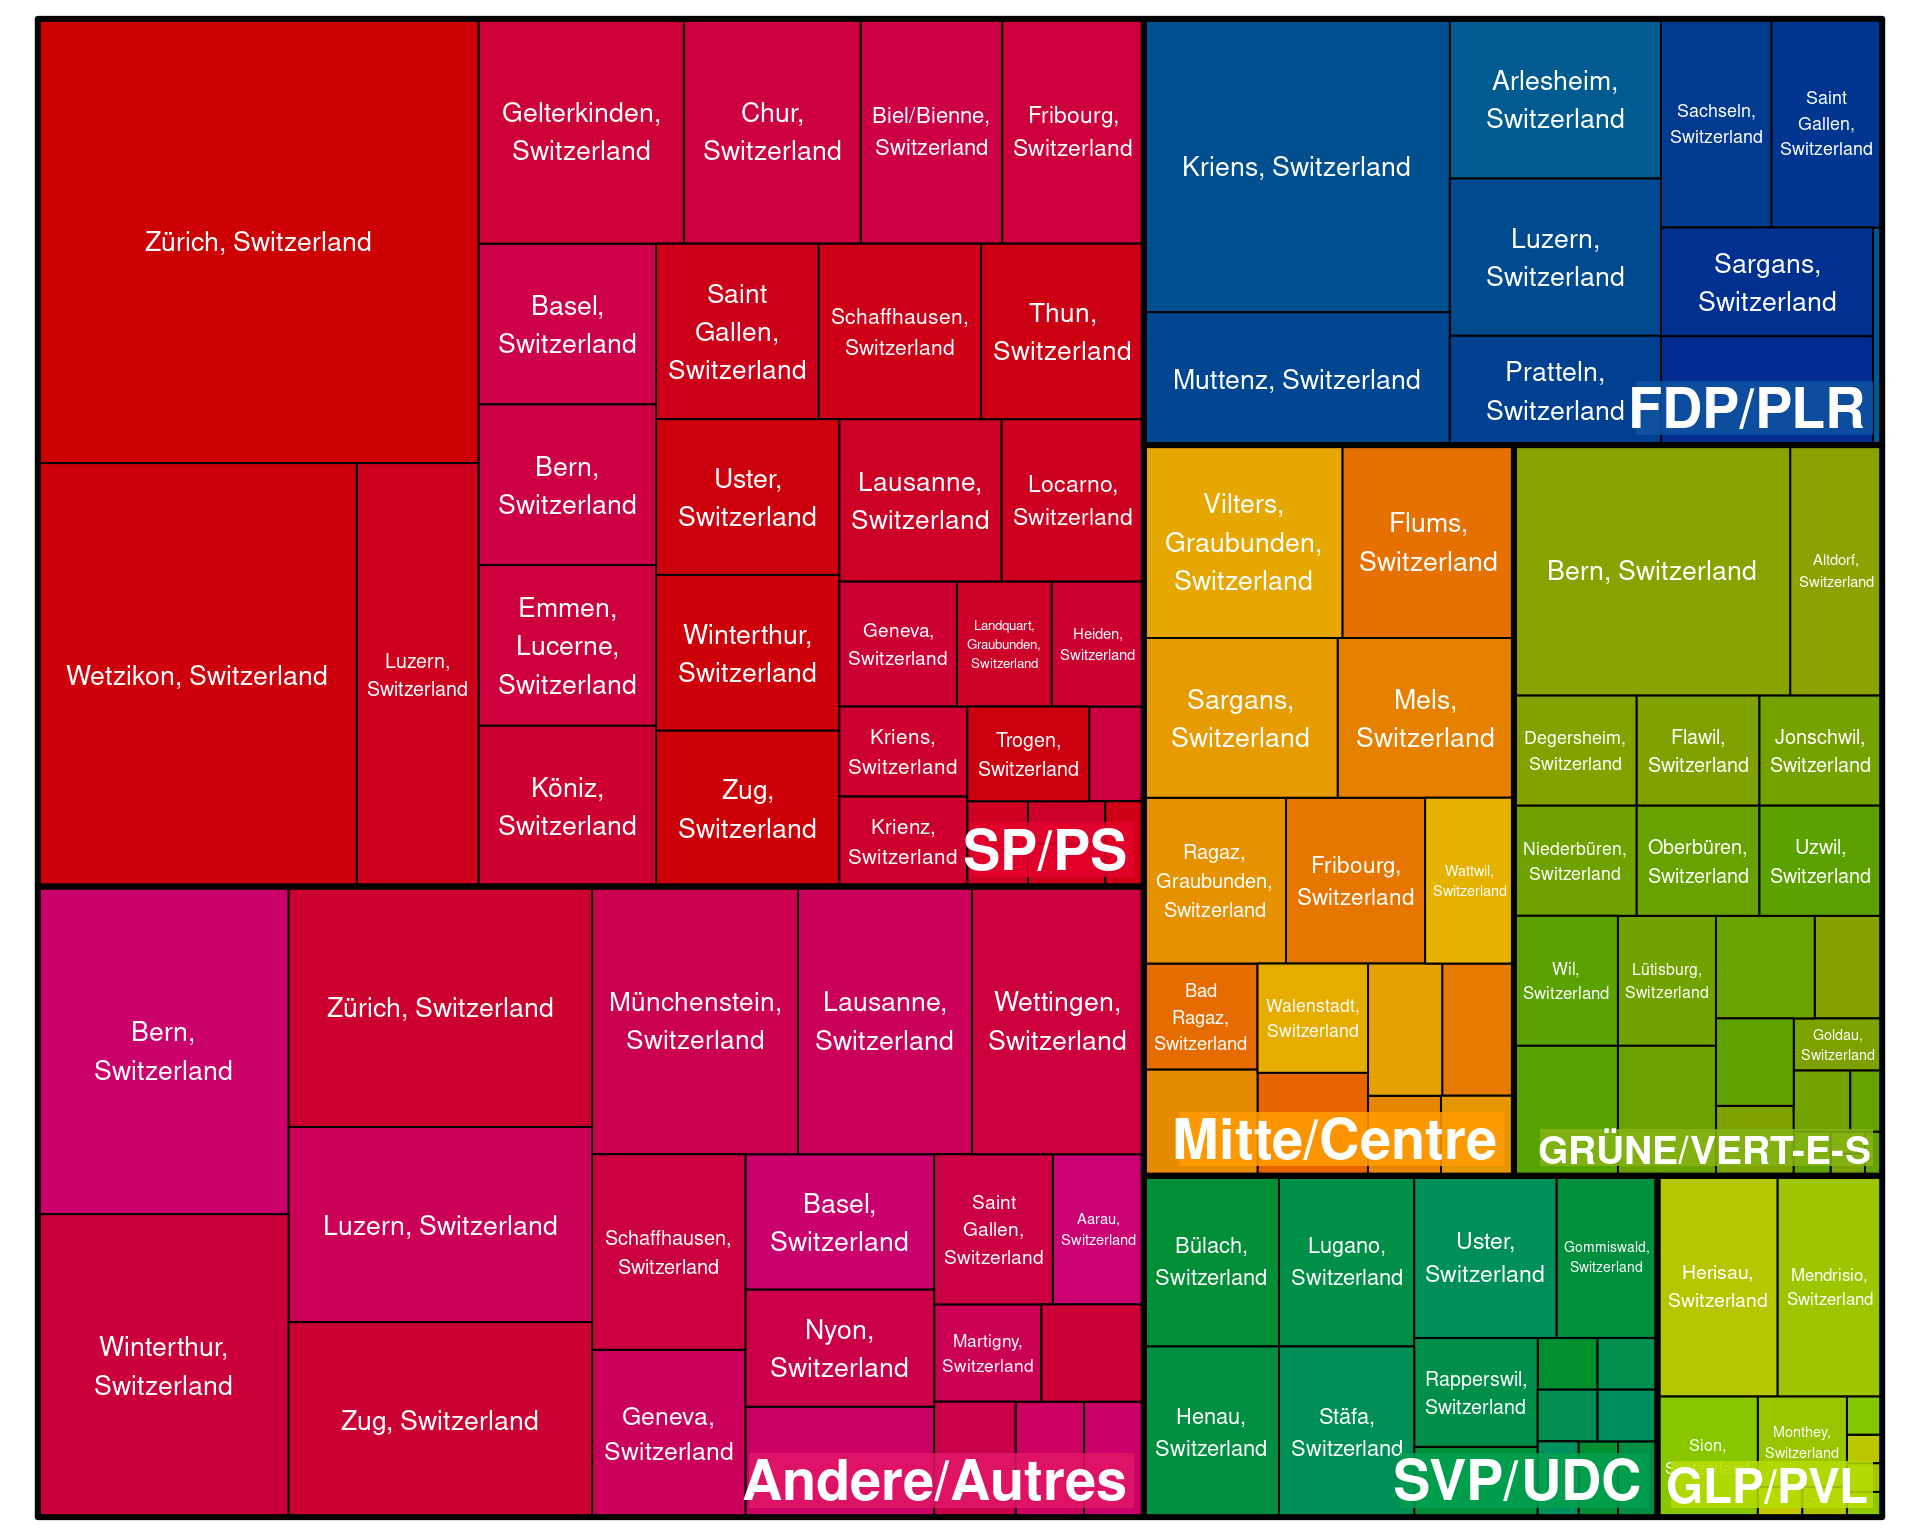 Zürich, Switzerland
Wetzikon, Switzerland
Luzern,
Switzerland
Gelterkinden,
Switzerland
Chur,
Switzerland
Biel/Bienne,
Switzerland
Fribourg,
Switzerland
Basel,
Switzerland
Bern,
Switzerland
Emmen,
Lucerne,
Switzerland
Köniz,
Switzerland
Saint
Gallen,
Switzerland
Schaffhausen,
Switzerland
Thun,
Switzerland
Uster,
Switzerland
Winterthur,
Switzerland
Zug,
Switzerland
Lausanne,
Switzerland
Locarno,
Switzerland
Geneva,
Switzerland
Landquart,
Graubunden,
Switzerland
Heiden,
Switzerland
Kriens,
Switzerland
Krienz,
Switzerland
Trogen,
Switzerland
SP/PS
Bern,
Switzerland
Winterthur,
Switzerland
Zürich, Switzerland
Luzern, Switzerland
Zug, Switzerland
Münchenstein,
Switzerland
Lausanne,
Switzerland
Wettingen,
Switzerland
Schaffhausen,
Switzerland
Geneva,
Switzerland
Basel,
Switzerland
Nyon,
Switzerland
Saint
Gallen,
Switzerland
Aarau,
Switzerland
Martigny,
Switzerland
Andere/Autres
Kriens, Switzerland
Muttenz, Switzerland
Arlesheim,
Switzerland
Luzern,
Switzerland
Pratteln,
Switzerland
Sachseln,
Switzerland
Saint
Gallen,
Switzerland
Sargans,
Switzerland
FDP/PLR
Vilters,
Graubunden,
Switzerland
Flums,
Switzerland
Sargans,
Switzerland
Mels,
Switzerland
Ragaz,
Graubunden,
Switzerland
Fribourg,
Switzerland
Wattwil,
Switzerland
Bad
Ragaz,
Switzerland
Walenstadt,
Switzerland
Mitte/Centre
Bern, Switzerland
Altdorf,
Switzerland
Degersheim,
Switzerland
Flawil,
Switzerland
Jonschwil,
Switzerland
Niederbüren,
Switzerland
Oberbüren,
Switzerland
Uzwil,
Switzerland
Wil,
Switzerland
Lütisburg,
Switzerland
Goldau,
Switzerland
GRÜNE/VERT-E-S
Bülach,
Switzerland
Henau,
Switzerland
Lugano,
Switzerland
Stäfa,
Switzerland
Uster,
Switzerland
Gommiswald,
Switzerland
Rapperswil,
Switzerland
SVP/UDC
Herisau,
Switzerland
Mendrisio,
Switzerland
Sion,
Monthey,
Switzerland
GLP/PVL